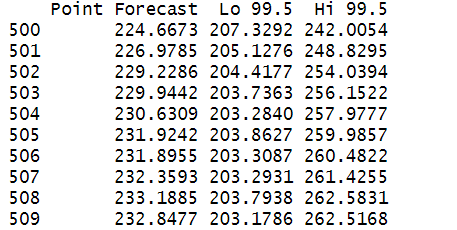 Point Forecast Lo 99.5 Hi 99.5
500 224.6673 207.3292 242.0054
501 226.9785 205.1276 248.8295
502 229.2286 204.4177 254.0394
503 229.9442 203.7363 256.1522
504 230.6309 203.2840 257.9777
505 231.9242 203.8627 259.9857
506 231.8955 203.3087 260.4822
507 232.3593 203.2931 261.4255
508 233.1885 203.7938 262.5831
509 232.8477 203.1786 262.5168